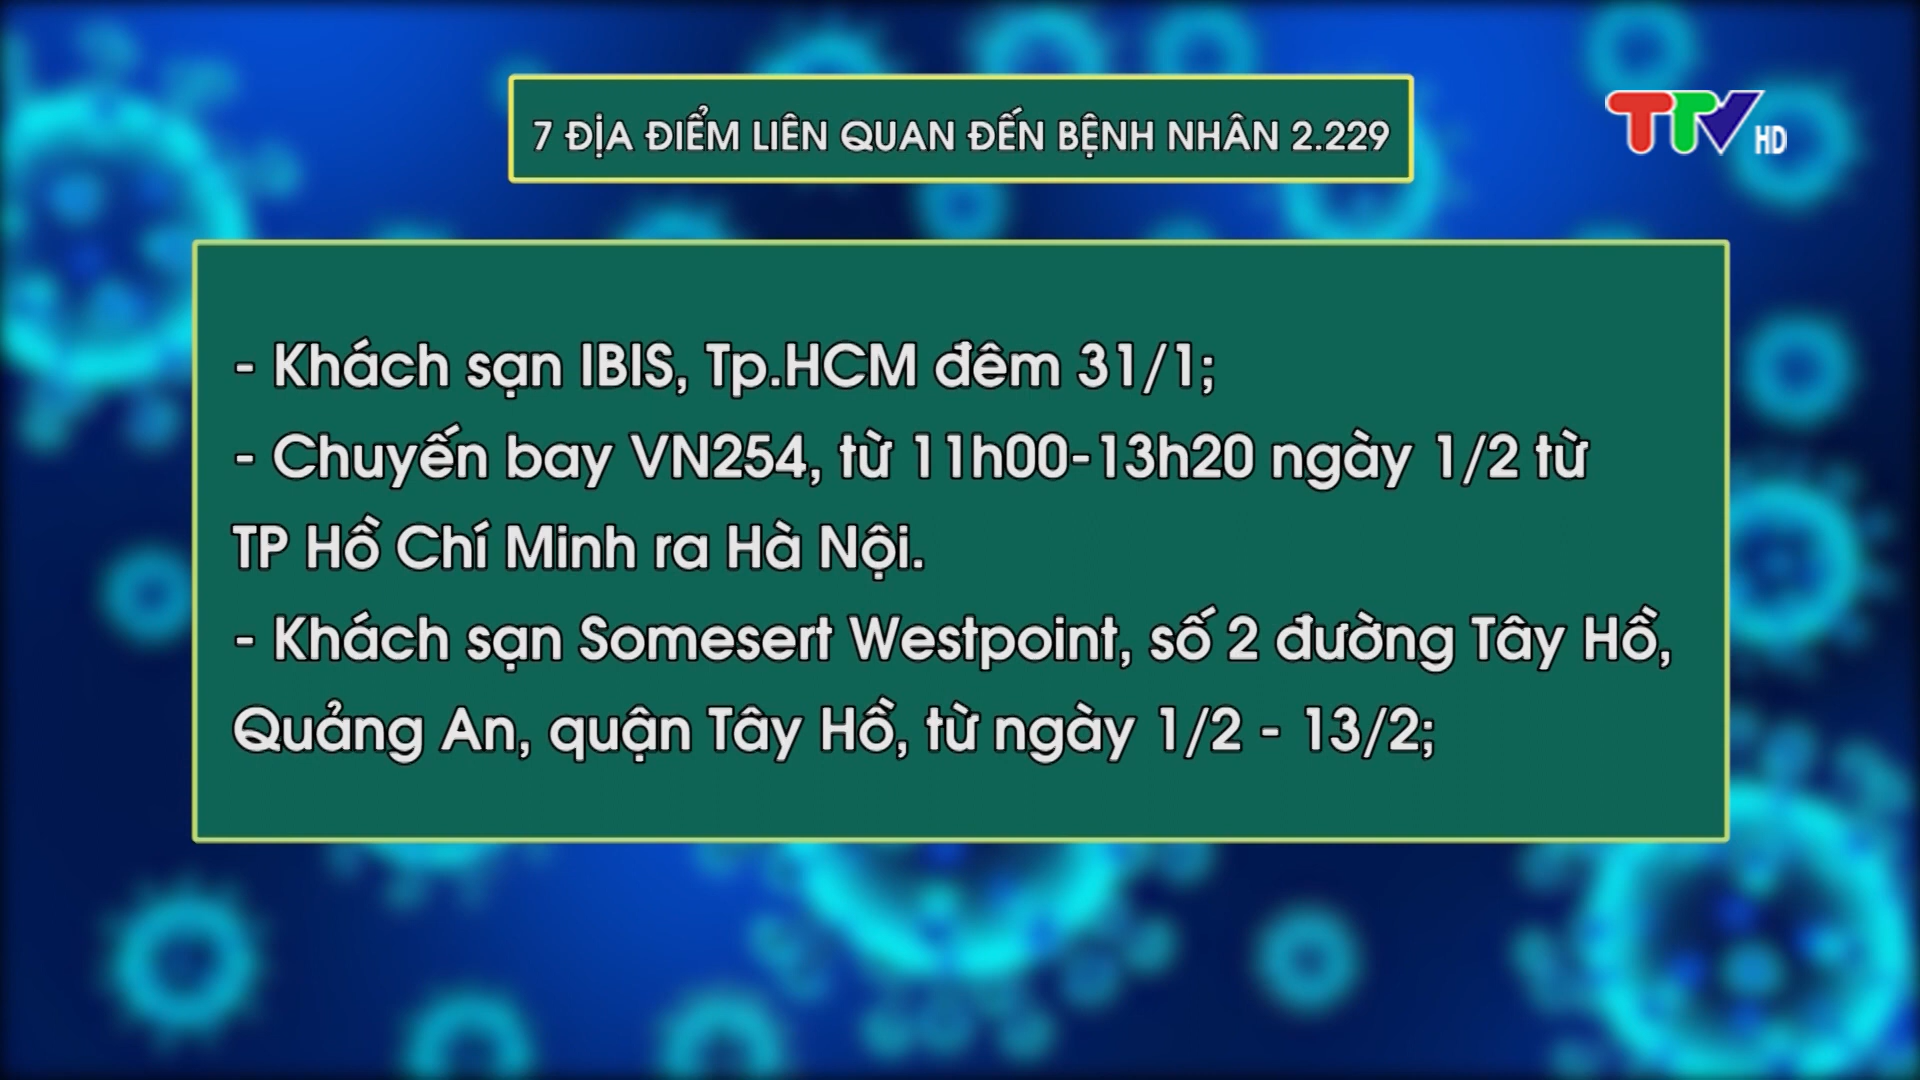 7 ĐỊA ĐIỂM LIÊN QUAN ĐẾN BỆNH NHÂN 2.229
TTV HD
- Khách sạn IBIS, Tp.HCM đêm 31/1;
- Chuyến bay VN254, từ 11h00-13h20 ngày 1/2 từ
TP Hồ Chí Minh ra Hà Nội.
- Khách sạn Somesert Westpoint, số 2 đường Tây Hồ,
Quảng An, quận Tây Hồ, từ ngày 1/2 - 13/2;